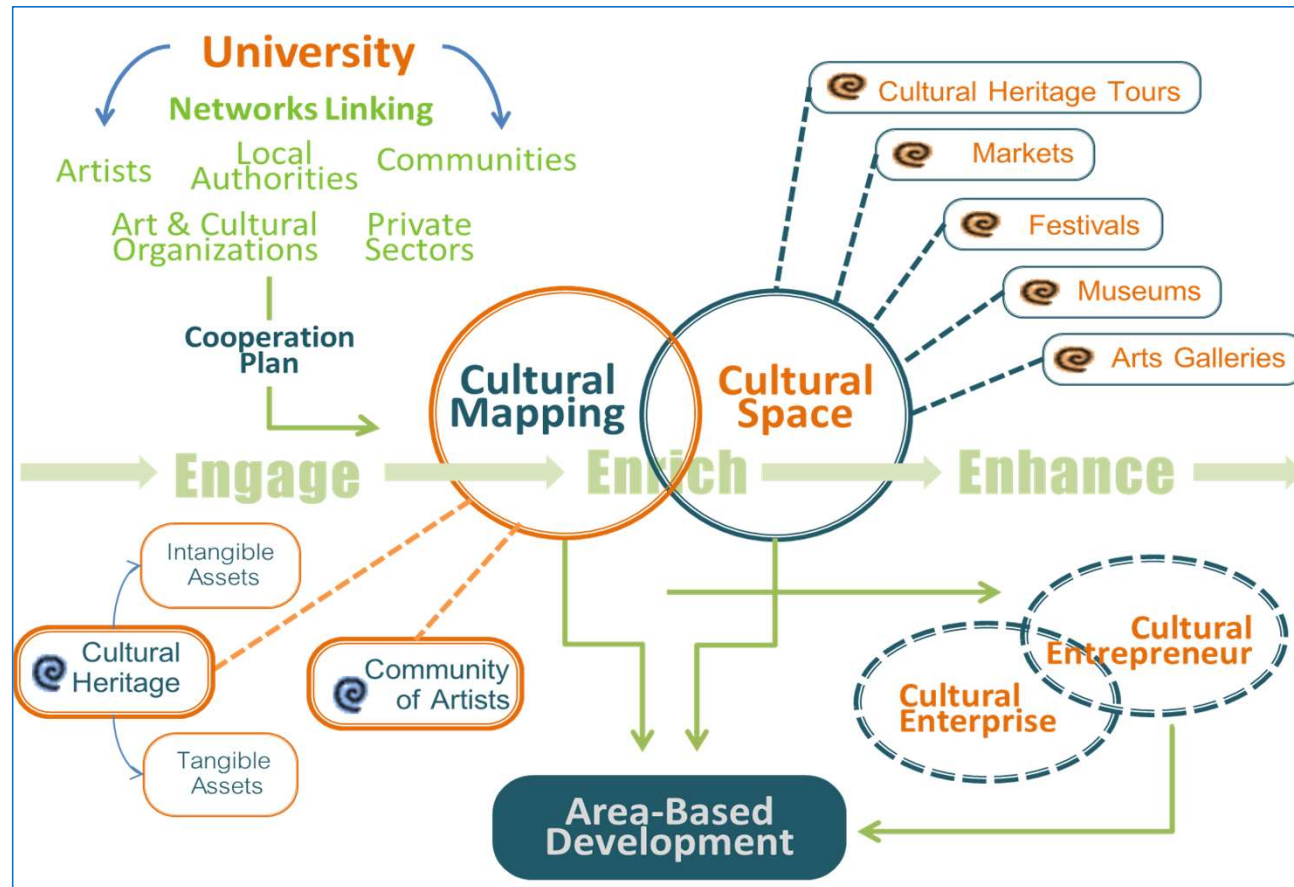 University
Networks Linking
Artists
Local
Authorities
Communities
Art & Cultural
Organizations
Private
Sectors
Cooperation
Plan
Cultural Heritage Tours
Markets
Festivals
Museums
Arts Galleries
Cultural
Mapping
Cultural
Space
Engage
Enrich
Enhance
Intangible
Assets
Cultural
Heritage
Tangible
Assets
Community
of Artists
Cultural
Entrepreneur
Cultural
Enterprise
Area-Based
Development